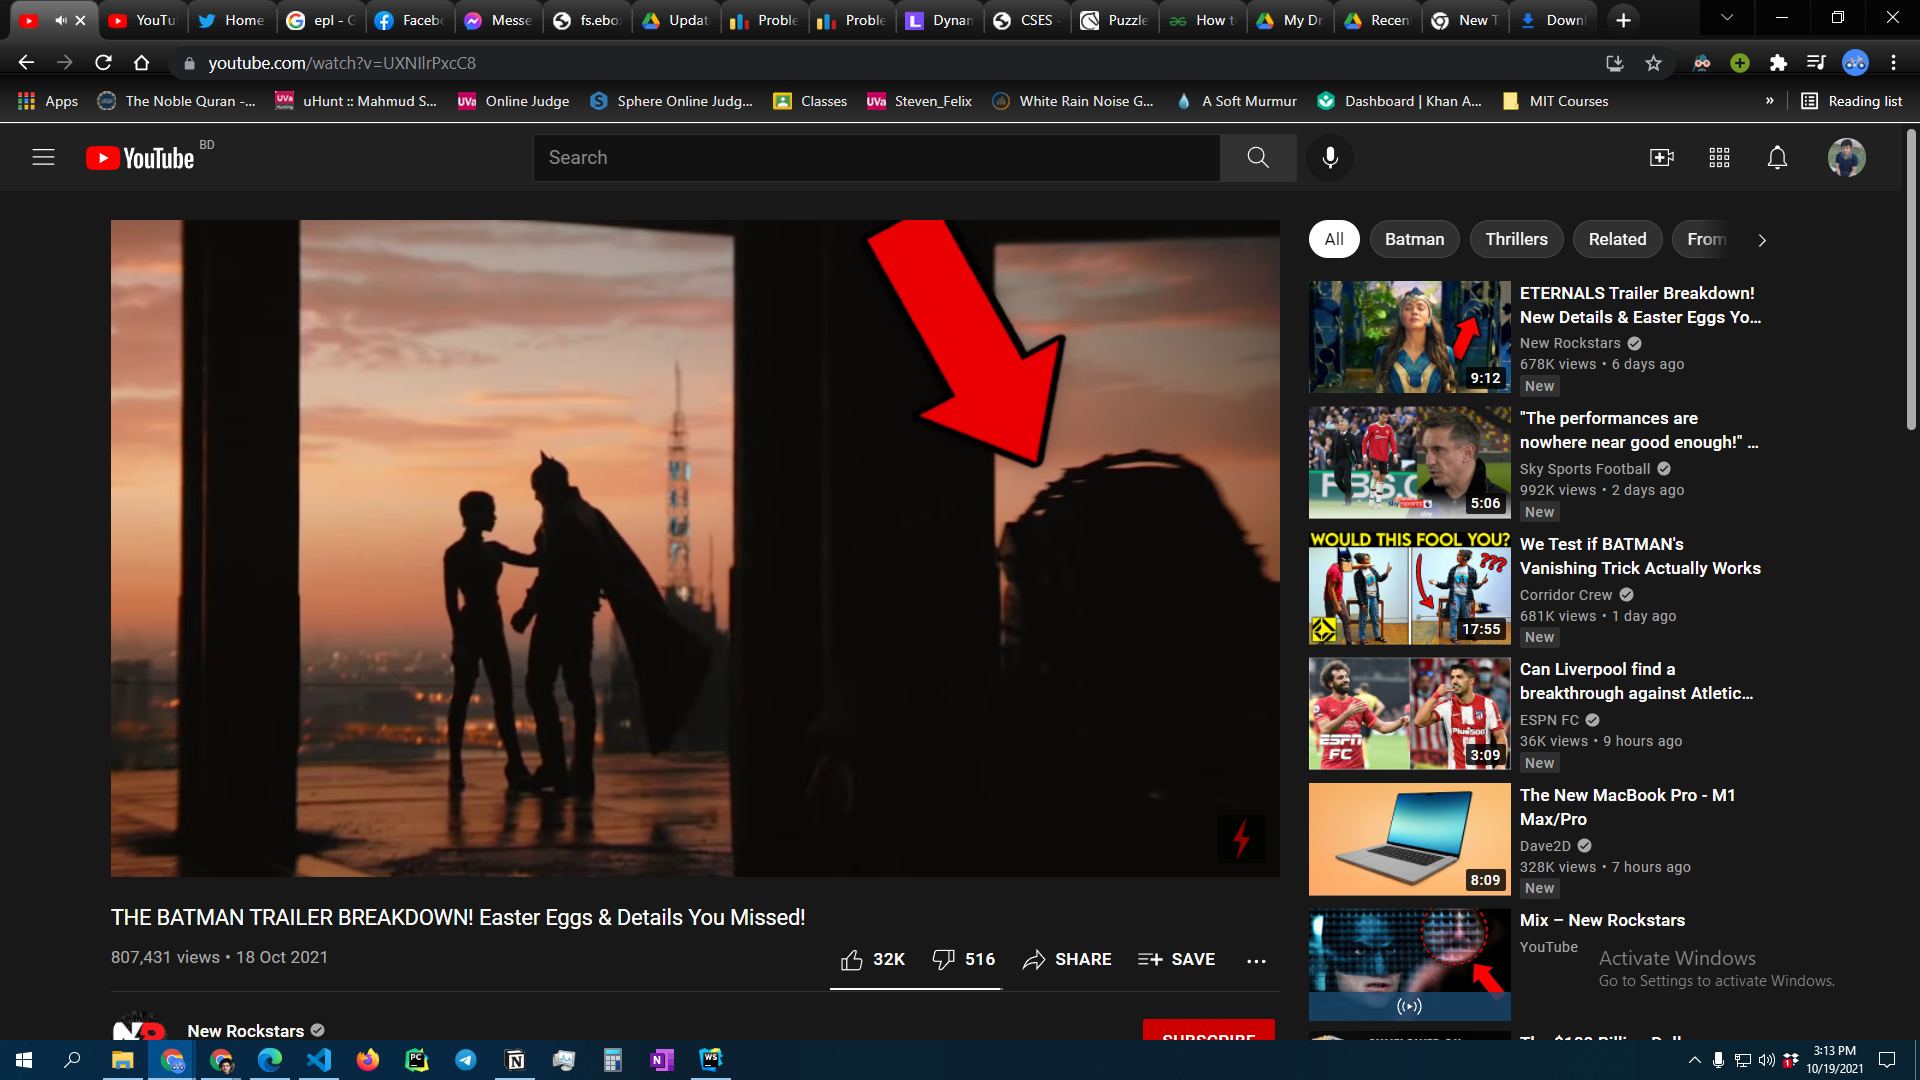 YouTu
Home
epl - G
Faceb
Messe
fs.ebo
Updat
Proble
Proble
Dynan
CSES -
Puzzle
How t
My Dr
Recen
New T
Down
youtube.com/watch?v=UXNIlrPxcC8
Apps
The Noble Quran -...
uHunt :: Mahmud S...
Online Judge
Sphere Online Judg...
Classes
Steven_Felix
White Rain Noise G...
A Soft Murmur
Dashboard | Khan A...
MIT Courses
»
Reading list
YouTube BD
Search
All
Batman
Thrillers
Related
From
ETERNALS Trailer Breakdown!
New Details & Easter Eggs Yo...
New Rockstars
678K views • 6 days ago
New
9:12
"The performances are
nowhere near good enough!" ...
Sky Sports Football
992K views • 2 days ago
New
5:06
WOULD THIS FOOL YOU?
???
17:55
We Test if BATMAN's
Vanishing Trick Actually Works
Corridor Crew
681K views • 1 day ago
New
Can Liverpool find a
breakthrough against Atletic...
ESPN FC
36K views • 9 hours ago
New
ESPN
FC
3:09
The New MacBook Pro - M1
Max/Pro
Dave2D
328K views • 7 hours ago
New
8:09
Mix – New Rockstars
YouTube
Activate Windows
Go to Settings to activate Windows.
THE BATMAN TRAILER BREAKDOWN! Easter Eggs & Details You Missed!
807,431 views • 18 Oct 2021
32K
516
SHARE
SAVE
New Rockstars
SUBSCRIBE
3:13 PM
10/19/2021